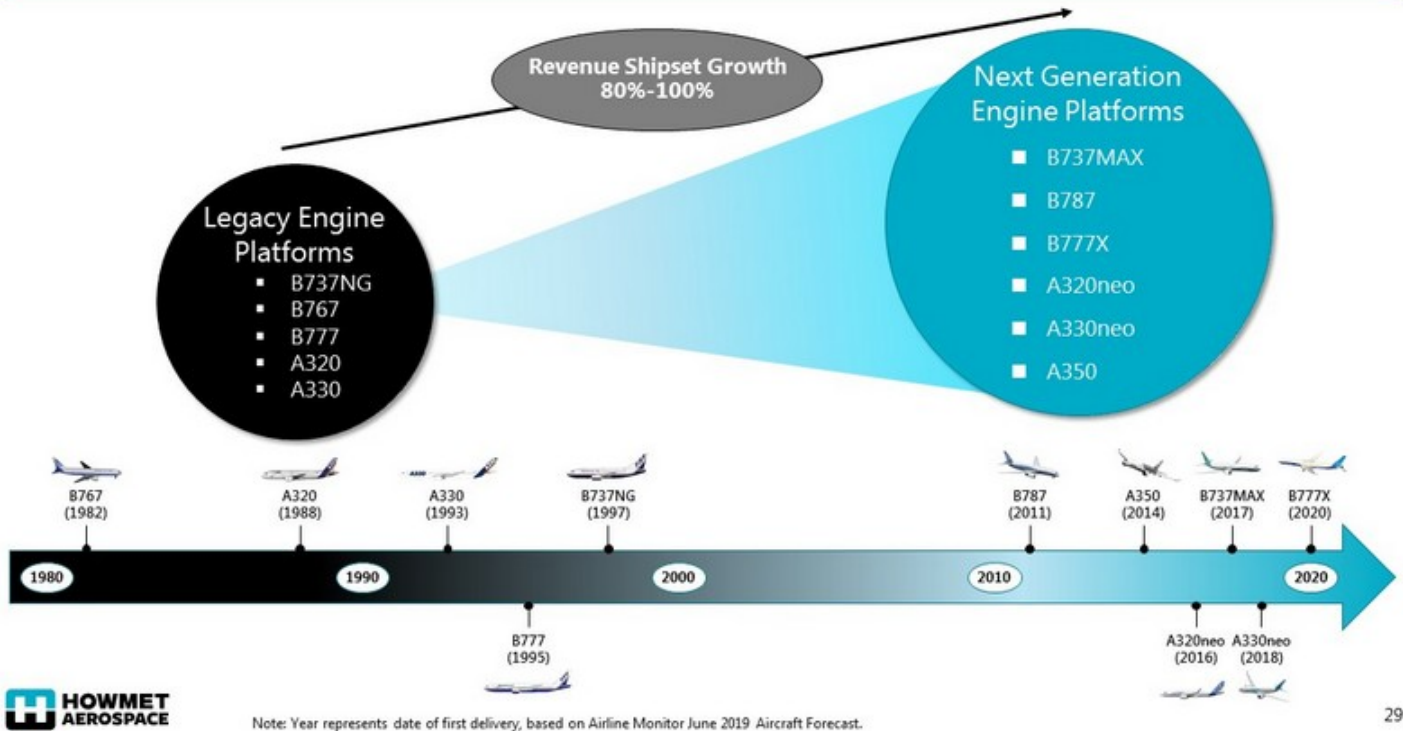 Revenue Shipset Growth
80%-100%
Legacy Engine
Platforms
▪ B737NG
▪ B767
▪ B777
▪ A320
▪ A330
Next Generation
Engine Platforms
■ B737MAX
■ B787
■ B777X
■ A320neo
■ A330neo
■ A350
B767
(1982)
A320
(1988)
A330
(1993)
B737NG
(1997)
B787
(2011)
A350
(2014)
B737MAX
(2017)
B777X
(2020)
1980
1990
2000
2010
2020
B777
(1995)
A320neo
(2016)
A330neo
(2018)
HOWMET
AEROSPACE
Note: Year represents date of first delivery, based on Airline Monitor June 2019 Aircraft Forecast.
29